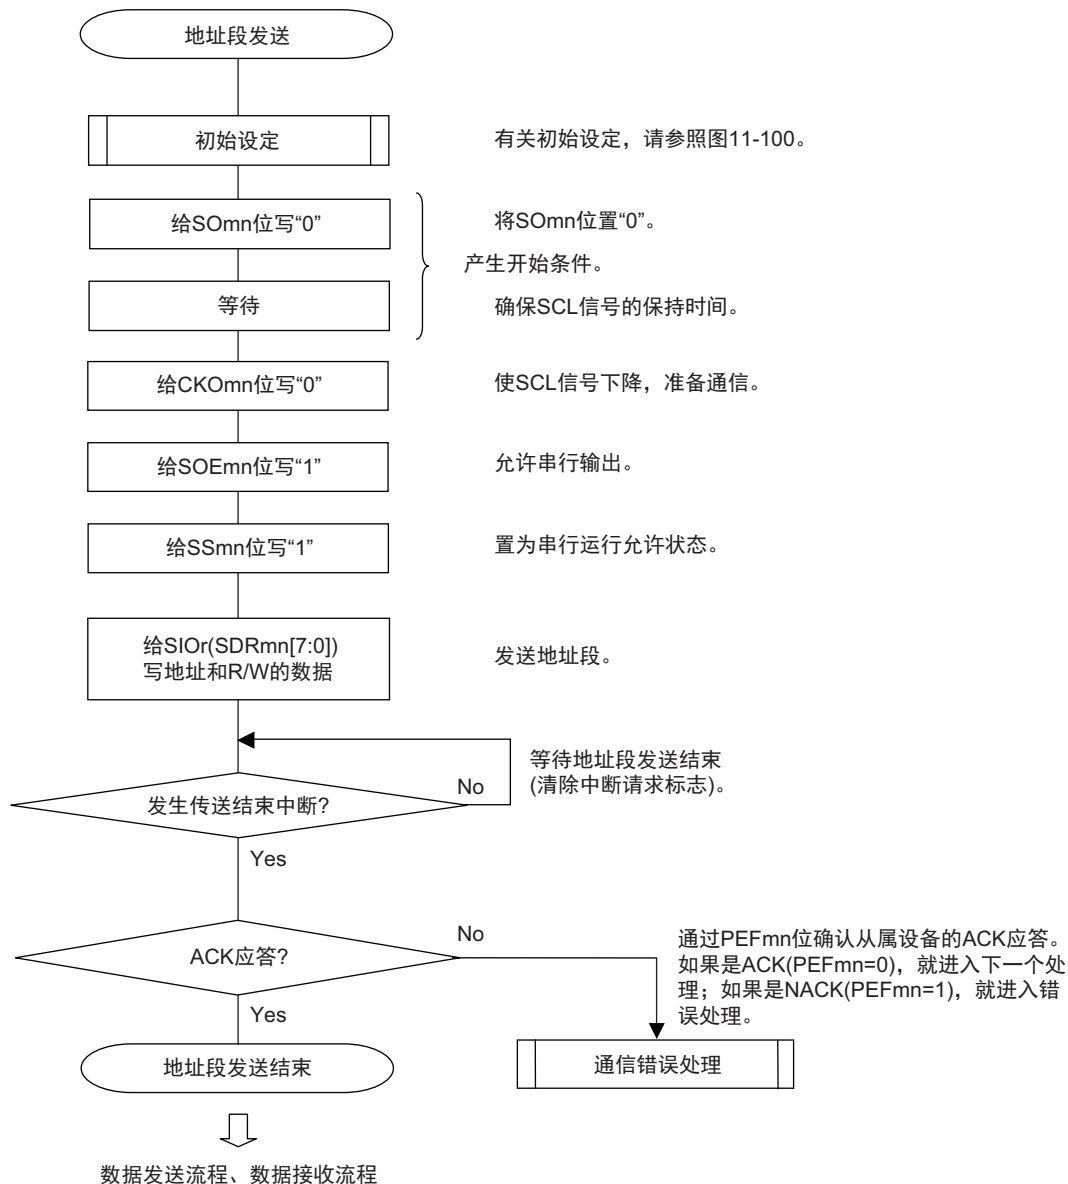 地址段发送
初始设定
有关初始设定，请参照图11-100。
给SOmn位写“0”
将SOmn位置“0”。
产生开始条件。
等待
确保SCL信号的保持时间。
给CKOmn位写“0”
使SCL信号下降，准备通信。
给SOEmn位写“1”
允许串行输出。
给SSmn位写“1”
置为串行运行允许状态。
给SIOr(SDRmn[7:0])
写地址和R/W的数据
发送地址段。
等待地址段发送结束
(清除中断请求标志)。
No
发生传送结束中断?
Yes
No
ACK应答?
通过PEFmn位确认从属设备的ACK应答。
如果是ACK(PEFmn=0)，就进入下一个处
理；如果是NACK(PEFmn=1)，就进入错
误处理。
Yes
地址段发送结束
通信错误处理
数据发送流程、数据接收流程